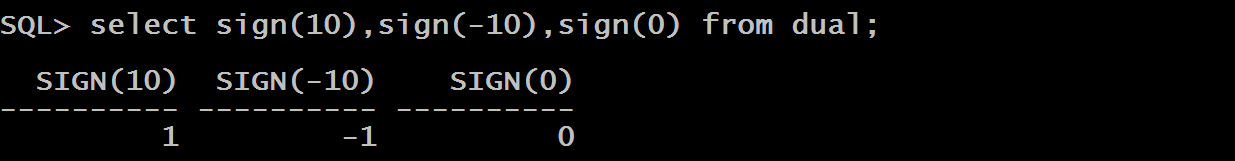 SQL> select sign(10),sign(-10),sign(0) from dual;
  SIGN(10)  SIGN(-10)    SIGN(0)
---------- ---------- ----------
         1         -1          0